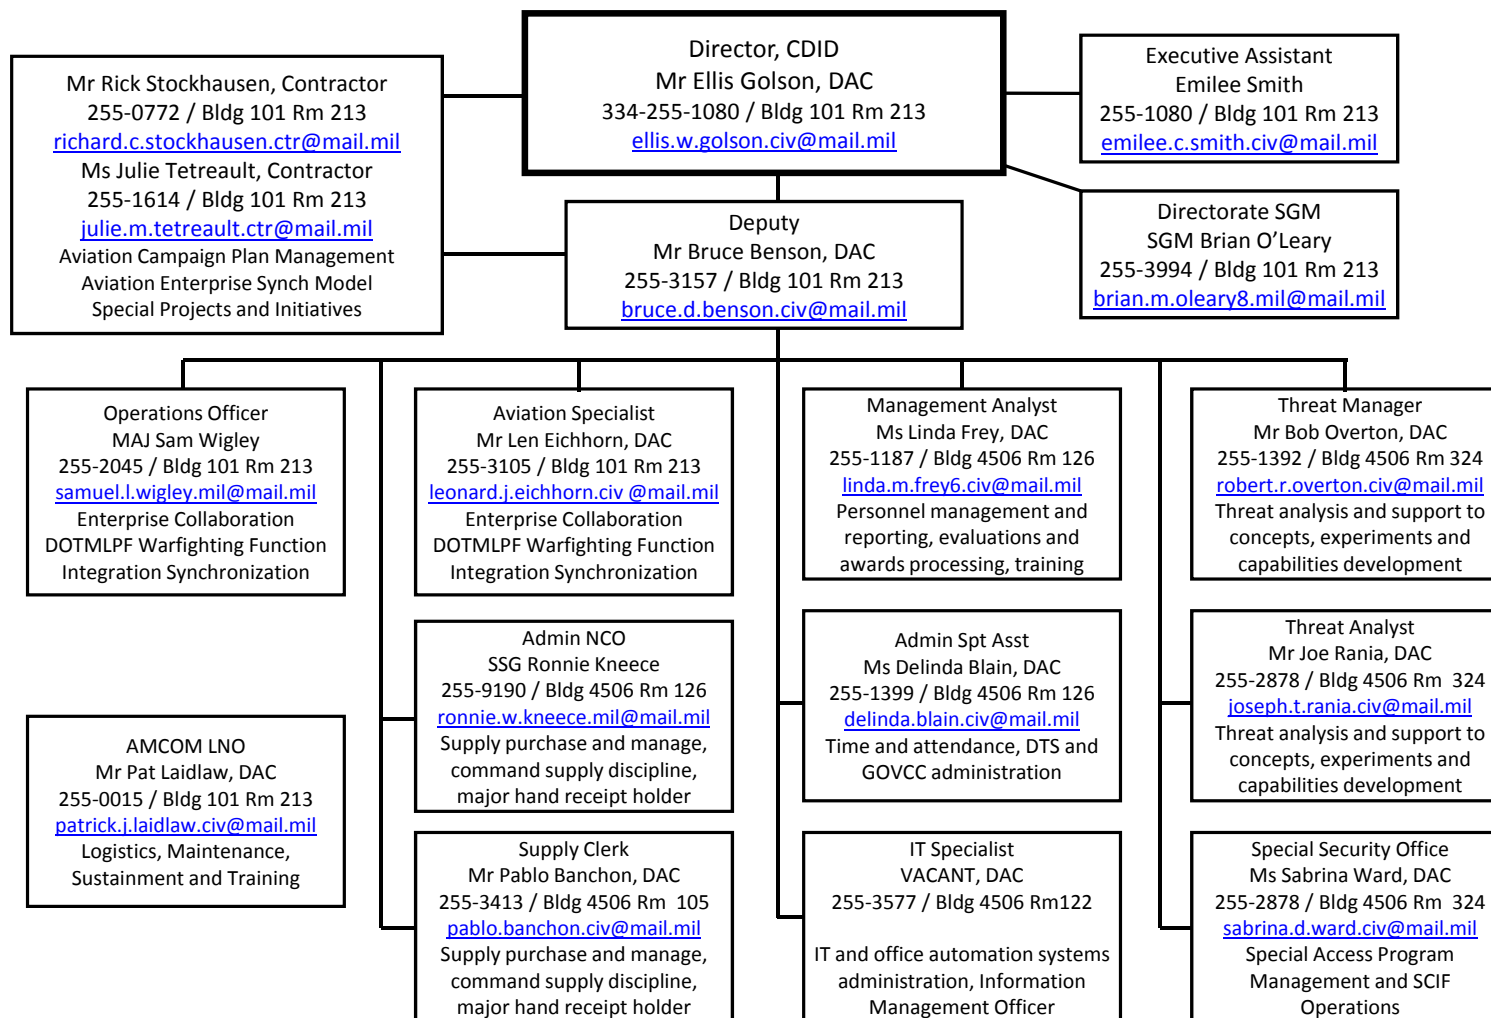 Mr Rick Stockhausen, Contractor
255-0772 / Bldg 101 Rm 213
richard.c.stockhausen.ctr@mail.mil
Ms Julie Tetreault, Contractor
255-1614 / Bldg 101 Rm 213
julie.m.tetreault.ctr@mail.mil
Aviation Campaign Plan Management
Aviation Enterprise Synch Model
Special Projects and Initiatives
Director, CDID
Mr Ellis Golson, DAC
334-255-1080 / Bldg 101 Rm 213
ellis.w.golson.civ@mail.mil
Executive Assistant
Emilee Smith
255-1080 / Bldg 101 Rm 213
emilee.c.smith.civ@mail.mil
Deputy
Mr Bruce Benson, DAC
255-3157 / Bldg 101 Rm 213
bruce.d.benson.civ@mail.mil
Directorate SGM
SGM Brian O’Leary
255-3994 / Bldg 101 Rm 213
brian.m.oleary8.mil@mail.mil
Operations Officer
MAJ Sam Wigley
255-2045 / Bldg 101 Rm 213
samuel.l.wigley.mil@mail.mil
Enterprise Collaboration
DOTMLPF Warfighting Function
Integration Synchronization
Aviation Specialist
Mr Len Eichhorn, DAC
255-3105 / Bldg 101 Rm 213
leonard.j.eichhorn.civ @mail.mil
Enterprise Collaboration
DOTMLPF Warfighting Function
Integration Synchronization
Management Analyst
Ms Linda Frey, DAC
255-1187 / Bldg 4506 Rm 126
linda.m.frey6.civ@mail.mil
Personnel management and
reporting, evaluations and
awards processing, training
Threat Manager
Mr Bob Overton, DAC
255-1392 / Bldg 4506 Rm 324
robert.r.overton.civ@mail.mil
Threat analysis and support to
concepts, experiments and
capabilities development
AMCOM LNO
Mr Pat Laidlaw, DAC
255-0015 / Bldg 101 Rm 213
patrick.j.laidlaw.civ@mail.mil
Logistics, Maintenance,
Sustainment and Training
Admin NCO
SSG Ronnie Kneece
255-9190 / Bldg 4506 Rm 126
ronnie.w.kneece.mil@mail.mil
Supply purchase and manage,
command supply discipline,
major hand receipt holder
Admin Spt Asst
Ms Delinda Blain, DAC
255-1399 / Bldg 4506 Rm 126
delinda.blain.civ@mail.mil
Time and attendance, DTS and
GOVCC administration
Threat Analyst
Mr Joe Rania, DAC
255-2878 / Bldg 4506 Rm 324
joseph.t.rania.civ@mail.mil
Threat analysis and support to
concepts, experiments and
capabilities development
Supply Clerk
Mr Pablo Banchon, DAC
255-3413 / Bldg 4506 Rm 105
pablo.banchon.civ@mail.mil
Supply purchase and manage,
command supply discipline,
major hand receipt holder
IT Specialist
VACANT, DAC
255-3577 / Bldg 4506 Rm122
IT and office automation systems
administration, Information
Management Officer
Special Security Office
Ms Sabrina Ward, DAC
255-2878 / Bldg 4506 Rm 324
sabrina.d.ward.civ@mail.mil
Special Access Program
Management and SCIF
Operations